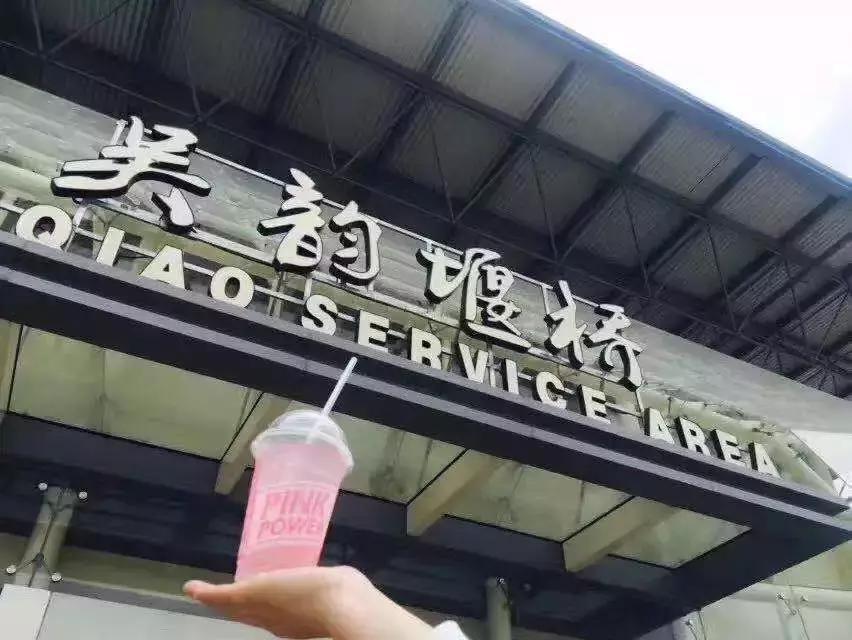 吴韵堰桥
QIAO SERVICE AREA
PINK
POWER